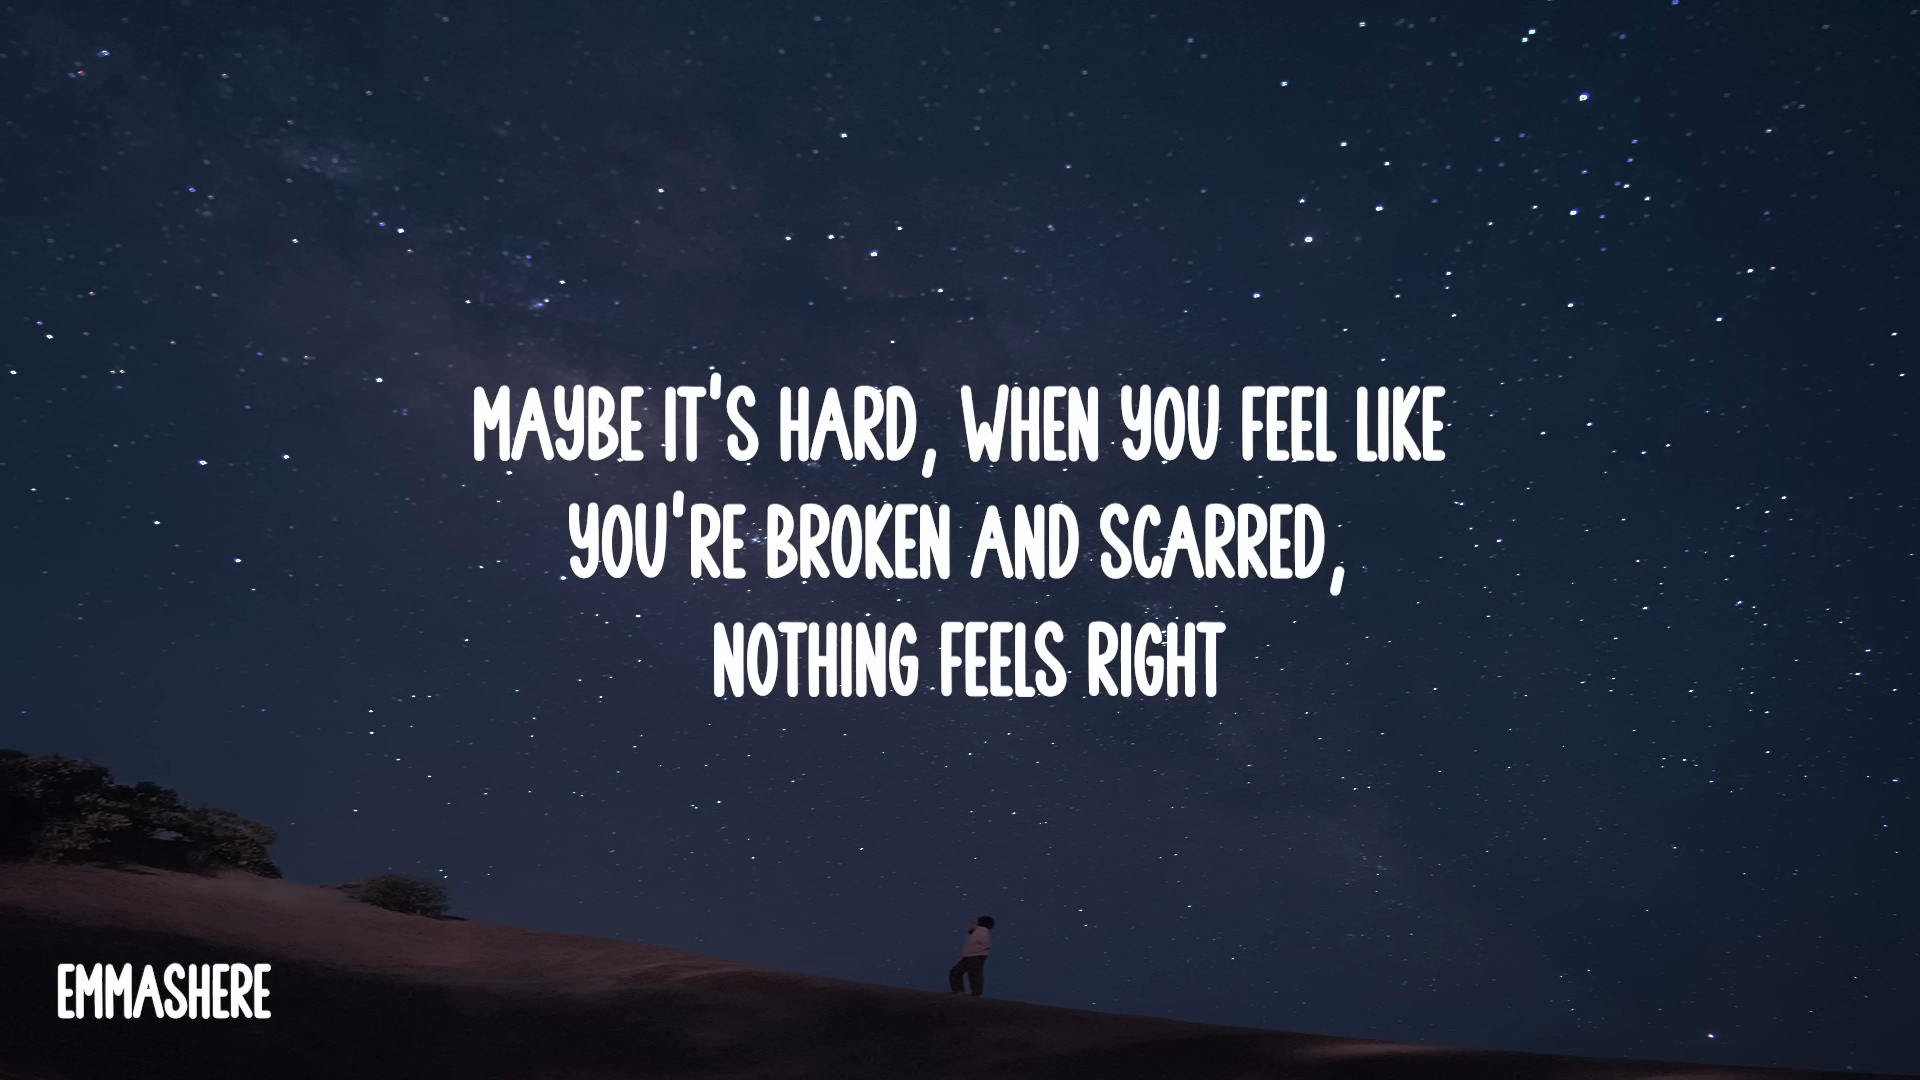 MAYBE IT'S HARD, WHEN YOU FEEL LIKE
YOU'RE BROKEN AND SCARRED,
NOTHING FEELS RIGHT
EMMASHERE